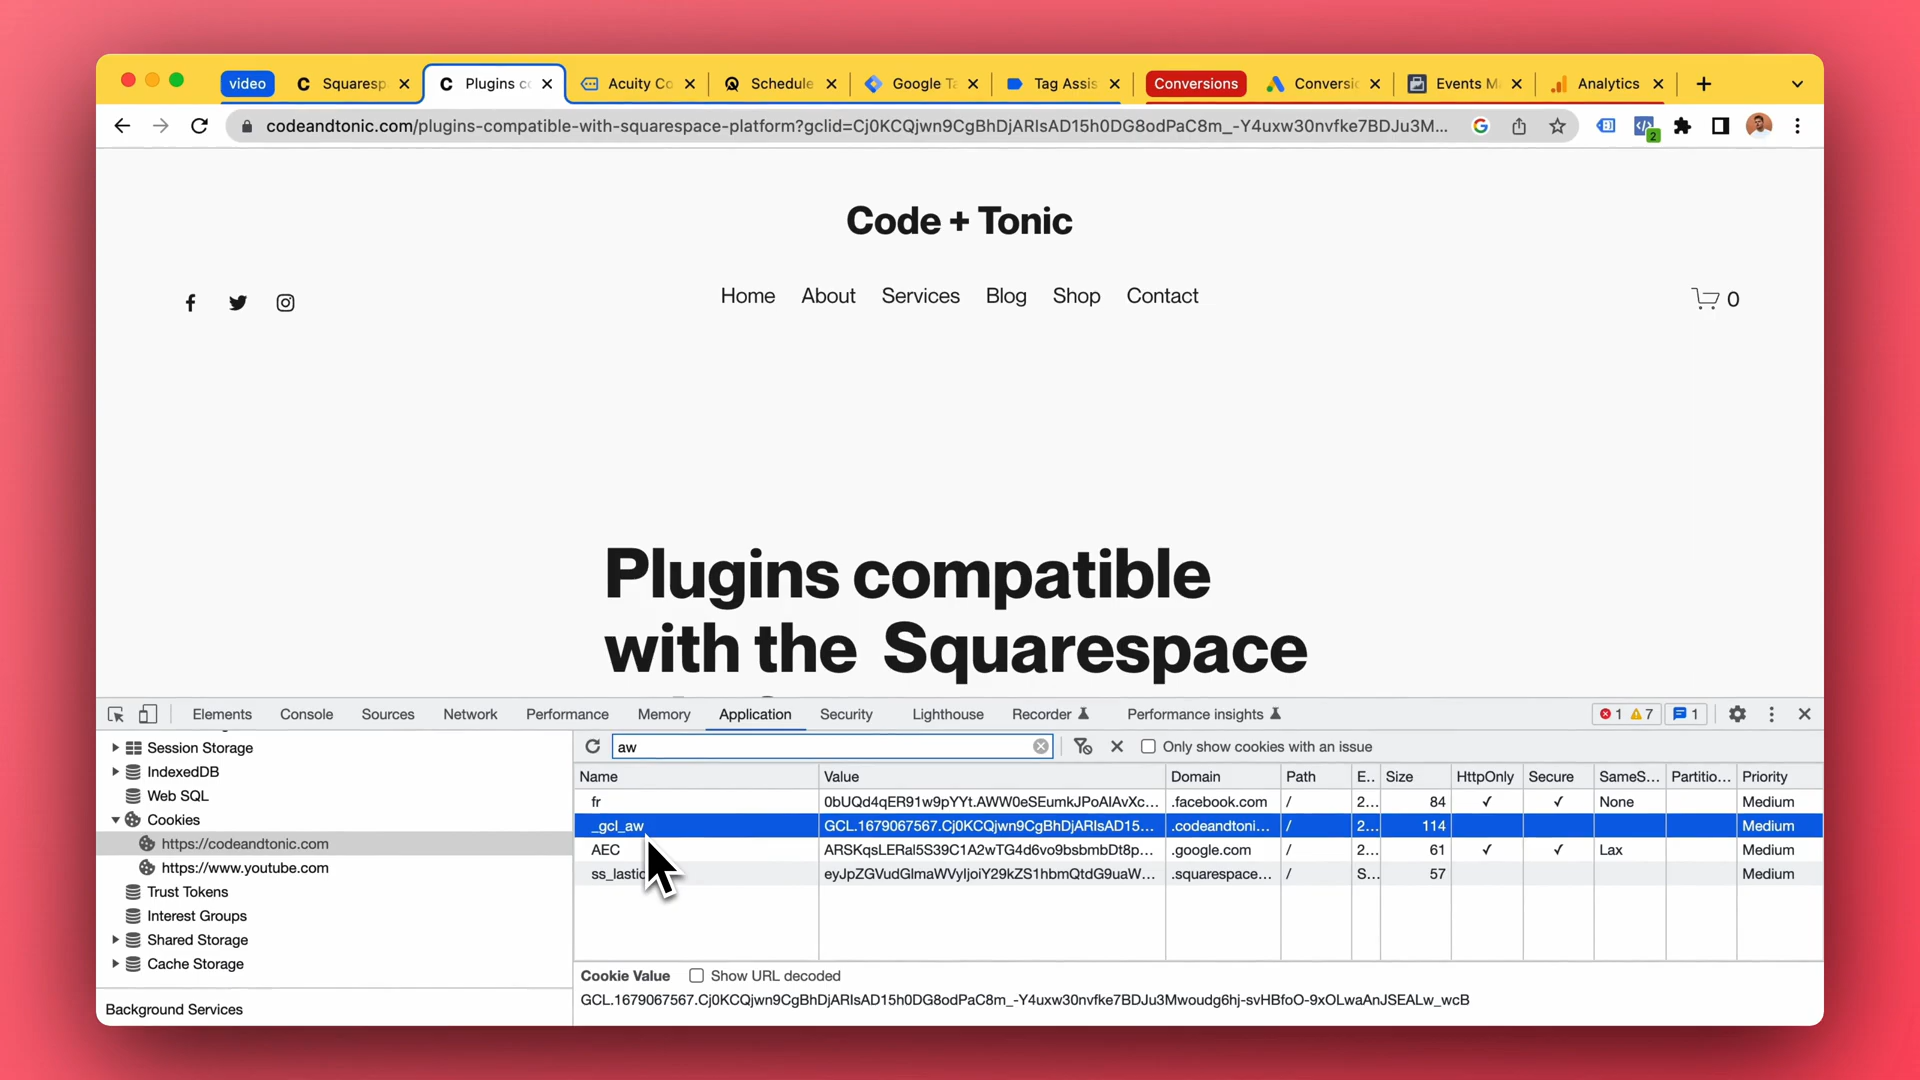 video
Squaresp
Plugins c
Acuity Co
Schedule
Google Ta
Tag Assis
Conversions
Conversic
Events M
Analytics
codeandtonic.com/plugins-compatible-with-squarespace-platform?gclid=Cj0KCQjwn9CgBhDjARIsAD15h0DG8odPaC8m_-Y4uxw30nvfke7BDJu3M...
2
Code + Tonic
Home About Services Blog Shop Contact
0
Plugins compatible
with the Squarespace
Elements Console Sources Network Performance Memory Application Security Lighthouse Recorder Performance insights 1 7 1
Session Storage
IndexedDB
Web SQL
Cookies
https://codeandtonic.com
https://www.youtube.com
Trust Tokens
Interest Groups
Shared Storage
Cache Storage
Background Services
aw
Only show cookies with an issue
Name Value Domain Path E.. Size HttpOnly Secure SameS... Partitio... Priority
fr 0bUQd4qER91w9pYYt.AWW0eSEumkJPoAlAvXc... .facebook.com / 2... 84 ✓ ✓ None Medium
_gcl_aw GCL.1679067567.Cj0KCQjwn9CgBhDjARIsAD15... .codeandtoni... / 2... 114 Medium
AEC ARSKqsLERal5S39C1A2wTG4d6vo9bsbmbDt8p... .google.com / 2... 61 ✓ ✓ Lax Medium
ss_lastic eyJpZGVudGlmaWVyIjoiY29kZS1hbmQtdG9uaW... .squarespace... / S... 57 Medium
Cookie Value Show URL decoded
GCL.1679067567.Cj0KCQjwn9CgBhDjARIsAD15h0DG8odPaC8m_-Y4uxw30nvfke7BDJu3Mwoudg6hj-svHBfoO-9xOLwaAnJSEALw_wcB